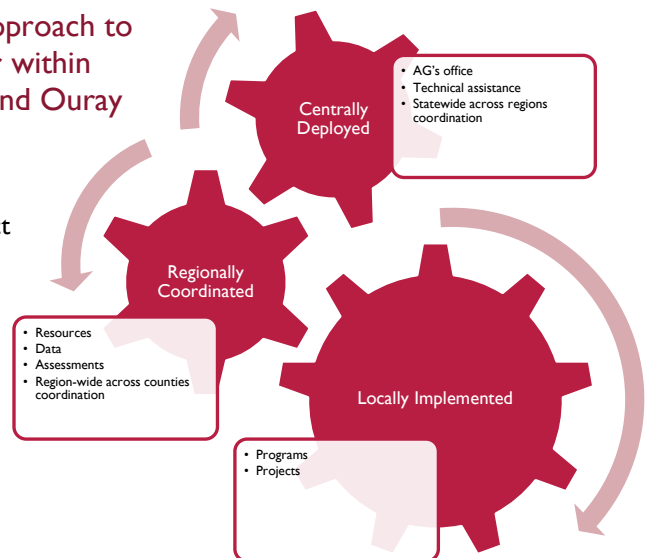 pproach to
within
nd Ouray
Centrally
Deployed
• AG's office
• Technical assistance
• Statewide across regions
coordination
Regionally
Coordinated
• Resources
• Data
• Assessments
• Region-wide across counties
coordination
Locally Implemented
• Programs
• Projects